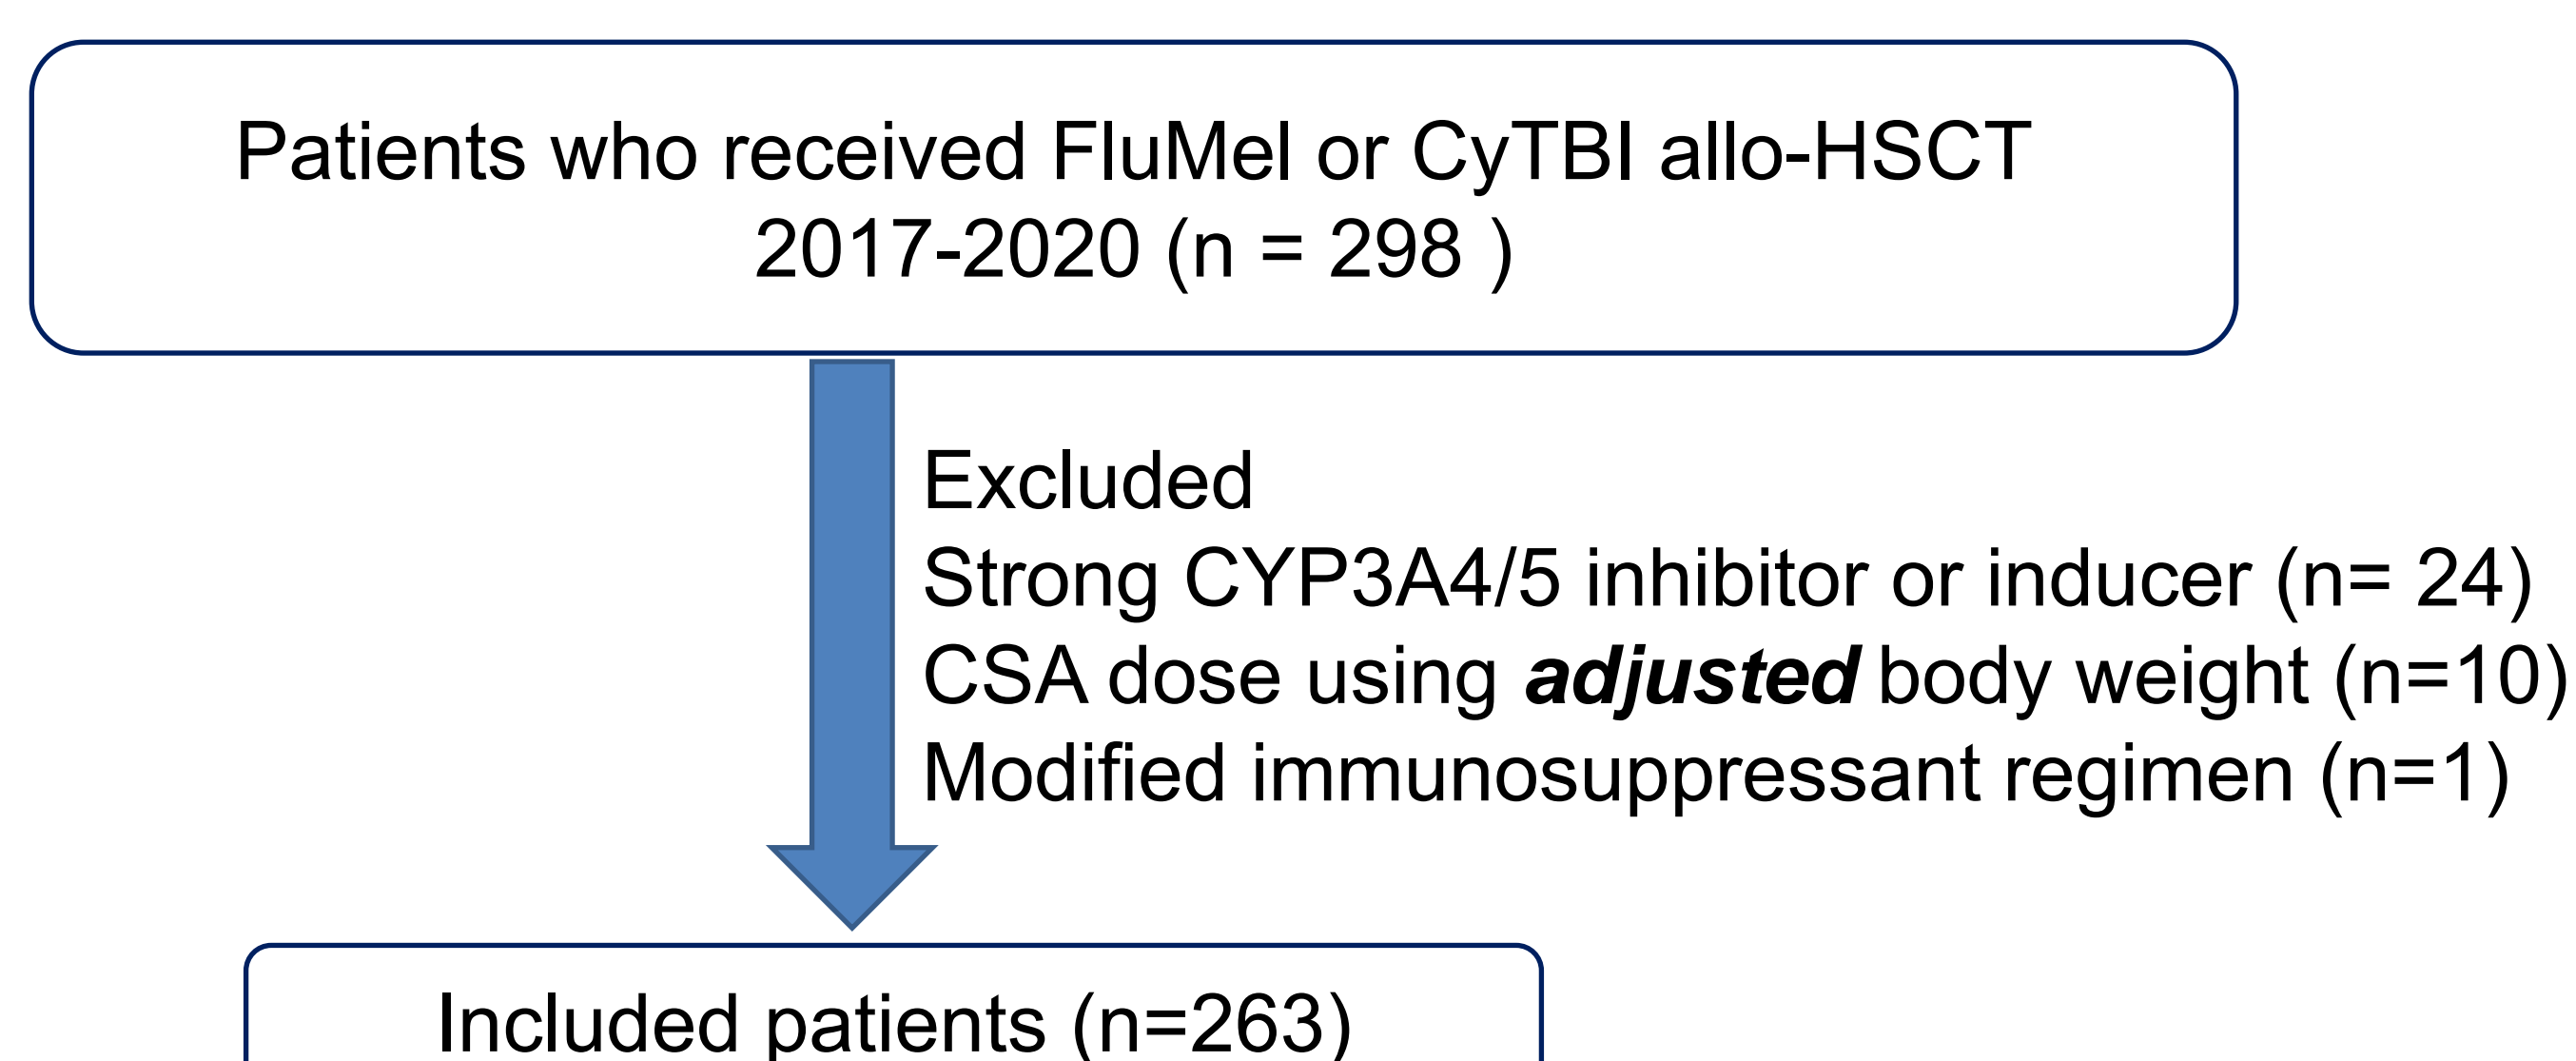 Patients who received FluMel or CyTBI allo-HSCT
2017-2020 (n = 298 )
Excluded
Strong CYP3A4/5 inhibitor or inducer (n= 24)
CSA dose using adjusted body weight (n=10)
Modified immunosuppressant regimen (n=1)
Included patients (n=263)